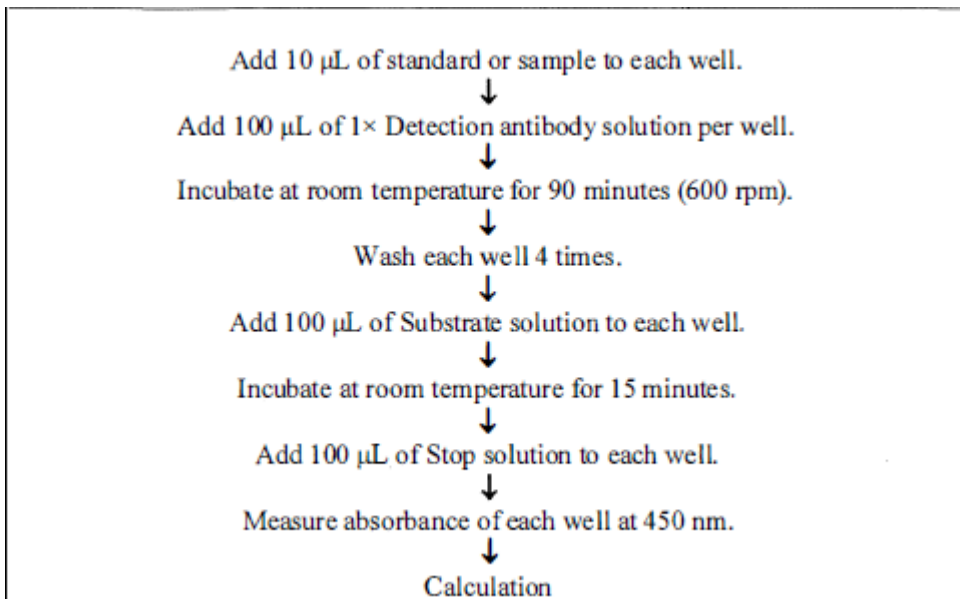 Add 10 μL of standard or sample to each well.
↓
Add 100 μL of 1× Detection antibody solution per well.
↓
Incubate at room temperature for 90 minutes (600 rpm).
↓
Wash each well 4 times.
↓
Add 100 μL of Substrate solution to each well.
↓
Incubate at room temperature for 15 minutes.
↓
Add 100 μL of Stop solution to each well.
↓
Measure absorbance of each well at 450 nm.
↓
Calculation